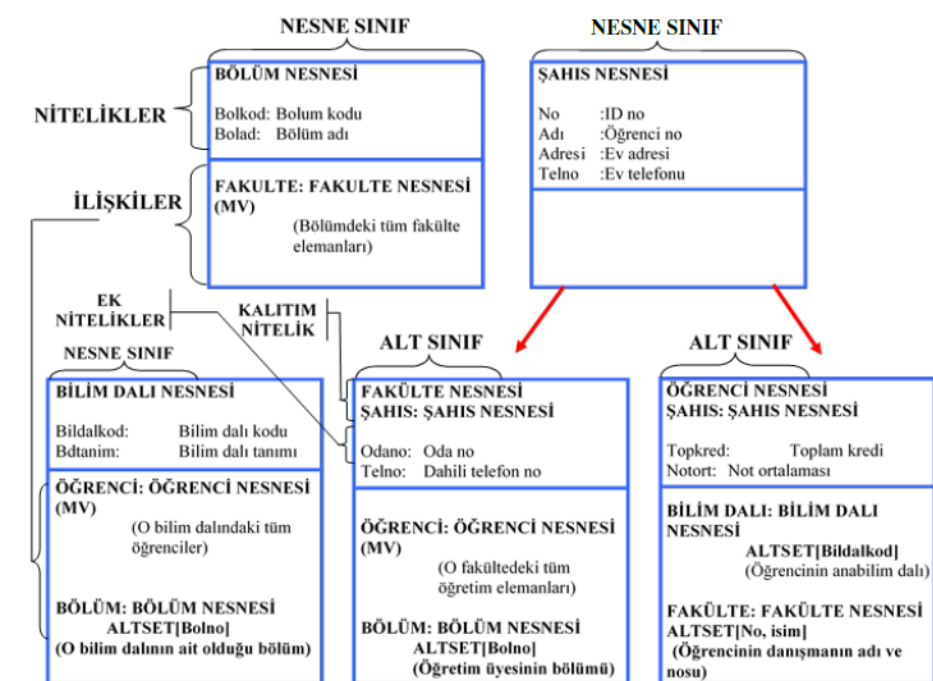 NESNE SINIF
BÖLÜM NESNESİ
Bolkod: Bolum kodu
Bolad: Bölüm adı
NİTELİKLER
FAKULTE: FAKULTE NESNESİ
(MV)
(Bölümdeki tüm fakülte
elemanları)
İLİŞKİLER
NESNE SINIF
ŞAHIS NESNESİ
No :ID no
Adı :Öğrenci no
Adresi :Ev adresi
Telno :Ev telefonu
EK
NİTELİKLER
KALITIM
NİTELİK
NESNE SINIF
BİLİM DALI NESNESİ
Bildalkod: Bilim dalı kodu
Bdtanim: Bilim dalı tanımı
ÖĞRENCİ: ÖĞRENCİ NESNESİ
(MV)
(O bilim dalındaki tüm
öğrenciler)
BÖLÜM: BÖLÜM NESNESİ
ALTSET[Bolno]
(O bilim dalının ait olduğu bölüm)
ALT SINIF
FAKÜLTE NESNESİ
ŞAHIS: ŞAHIS NESNESİ
Odano: Oda no
Telno: Dahili telefon no
ÖĞRENCİ: ÖĞRENCİ NESNESİ
(MV)
(O fakültedeki tüm
öğretim elemanları)
BÖLÜM: BÖLÜM NESNESİ
ALTSET[Bolno]
(Öğretim üyesinin bölümü)
ALT SINIF
ÖĞRENCİ NESNESİ
ŞAHIS: ŞAHIS NESNESİ
Topkred: Toplam kredi
Notort: Not ortalaması
BİLİM DALI: BİLİM DALI
NESNESİ
ALTSET[Bildalkod]
(Öğrencinin anabilim dalı)
FAKÜLTE: FAKÜLTE NESNESİ
ALTSET[No, isim]
(Öğrencinin danışmanın adı ve
nosu)